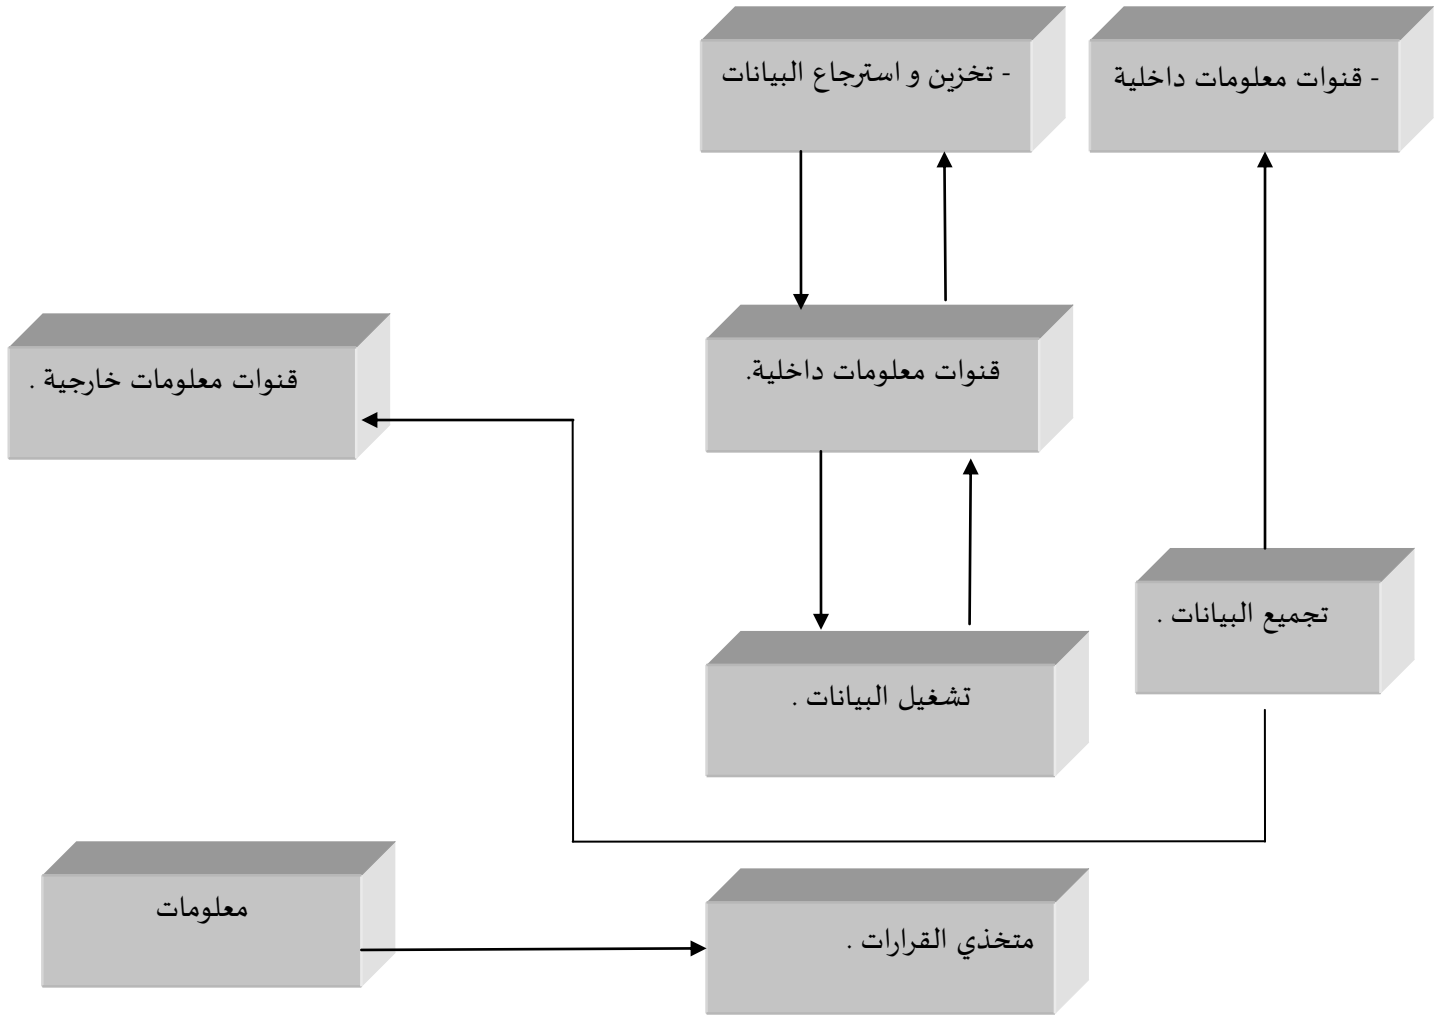 - قنوات معلومات داخلية
- تخزين و استرجاع البيانات
قنوات معلومات داخلية.
قنوات معلومات خارجية .
تجميع البيانات .
تشغيل البيانات .
معلومات
متخذي القرارات .